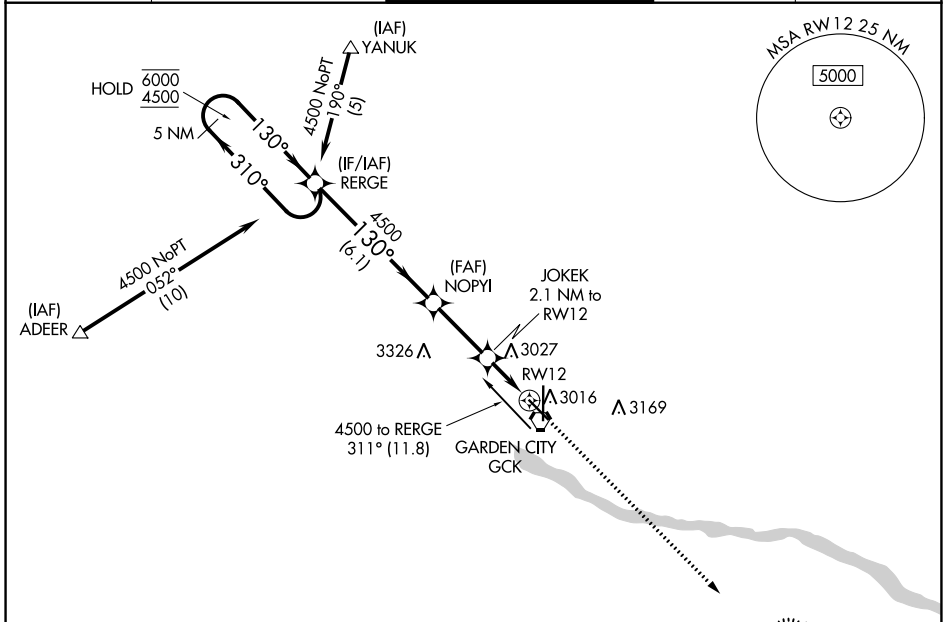 (IAF)
YANUK
MSA RW12 25 NM
5000
HOLD
6000
4500
4500 NoPT
190°
(5)
5 NM
130°
310°
(IF/IAF)
RERGE
4500
130°
(6.1)
4500 NoPT
052°
(10)
(IAF)
ADEER
(FAF)
NOPYI
JOKEK
2.1 NM to
RW12
3326
3027
RW12
3016
3169
4500 to RERGE
311° (11.8)
GARDEN CITY
GCK